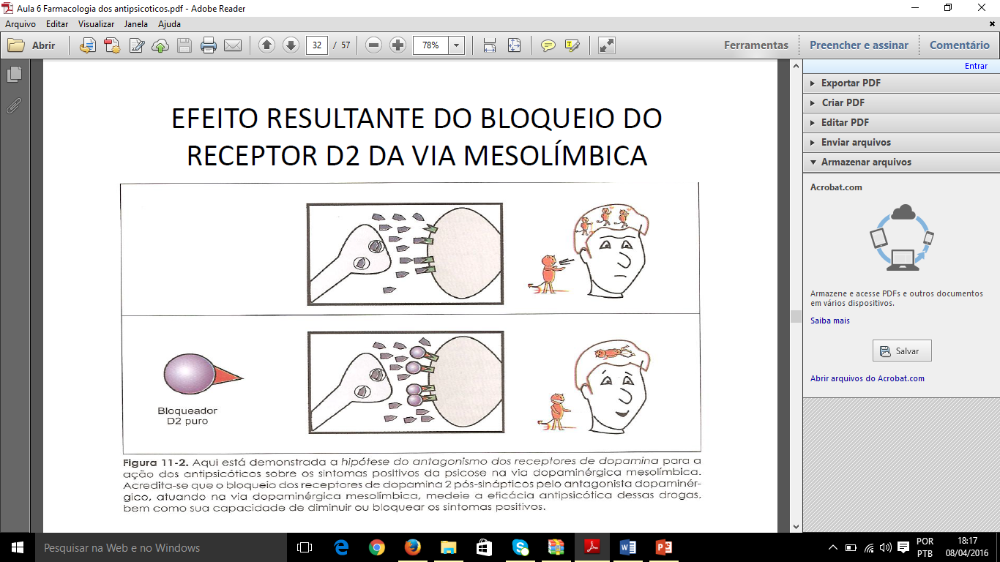 Aula 6 Farmacologia dos antipsicoticos.pdf - Adobe Reader
Arquivo Editar Visualizar Janela Ajuda
Abrir
32 / 57
78%
Ferramentas
Preencher e assinar
Comentário
Entrar
Exportar PDF
Criar PDF
Editar PDF
Enviar arquivos
Armazenar arquivos
Acrobat.com
Armazene e acesse PDFs e outros documentos
em vários dispositivos.
Saiba mais
Salvar
Abrir arquivos do Acrobat.com
EFEITO RESULTANTE DO BLOQUEIO DO
RECEPTOR D2 DA VIA MESOLÍMBICA
Bloqueador
D2 puro
Figura 11-2. Aqui está demonstrada a hipótese do antagonismo dos receptores de dopamina para a
ação dos antipsicóticos sobre os sintomas positivos da psicose na via dopaminérgica mesolímbica.
Acredita-se que o bloqueio dos receptores de dopamina 2 pós-sinápticos pelo antagonista dopaminér-
gico, atuando na via dopaminérgica mesolímbica, medeie a eficácia antipsicótica dessas drogas,
bem como sua capacidade de diminuir ou bloquear os sintomas positivos.
Pesquisar na Web e no Windows
POR
PTB
18:17
08/04/2016